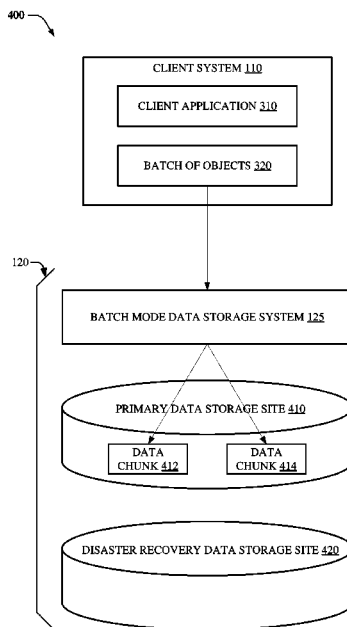 400
CLIENT SYSTEM 110
CLIENT APPLICATION 310
BATCH OF OBJECTS 320
120
BATCH MODE DATA STORAGE SYSTEM 125
PRIMARY DATA STORAGE SITE 410
DATA
CHUNK 412
DATA
CHUNK 414
DISASTER RECOVERY DATA STORAGE SITE 420